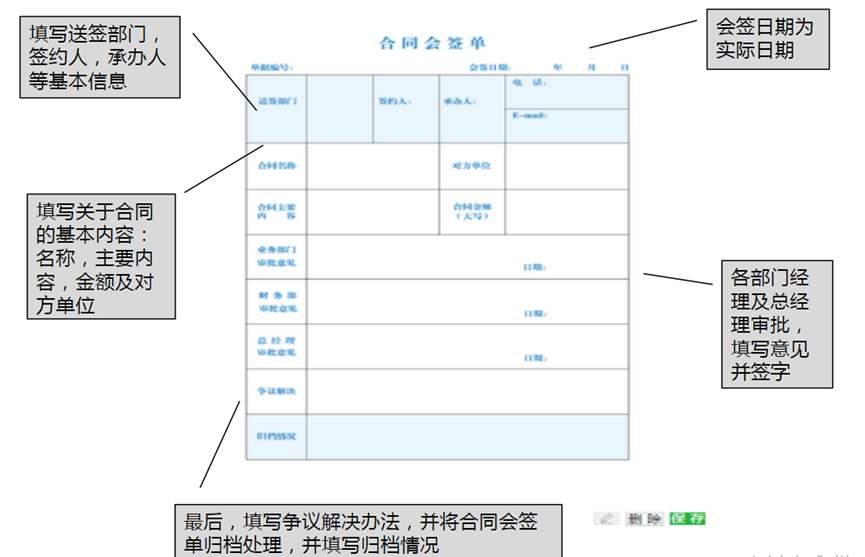 填写送签部门，
签约人，承办人
等基本信息
会签日期为
实际日期
合同会签单
单据编号：
会签日期： 年 月 日
送签部门
签约人：
承办人：
电 话：
E-mail：
合同名称
对方单位
合同主要
内 容
合同金额
（大写）
业务部门
审批意见
日期：
财 务 部
审批意见
日期：
总 经 理
审批意见
日期：
争议解决
归档情况
填写关于合同
的基本内容：
名称，主要内
容，金额及对
方单位
各部门经
理及总经
理审批，
填写意见
并签字
最后，填写争议解决办法，并将合同会签
单归档处理，并填写归档情况
删 除
保 存